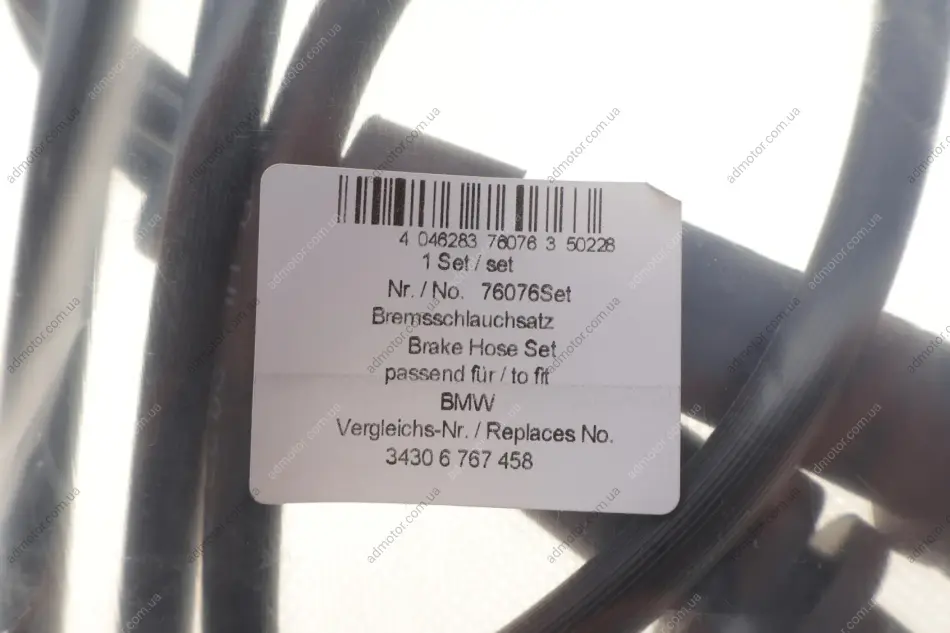 4 046283 76076 3 50228
1 Set / set
Nr. / No. 76076Set
Bremsschlauchsatz
Brake Hose Set
passend für / to fit
BMW
Vergleichs-Nr. / Replaces No.
3430 6 767 458
admotor.com.ua